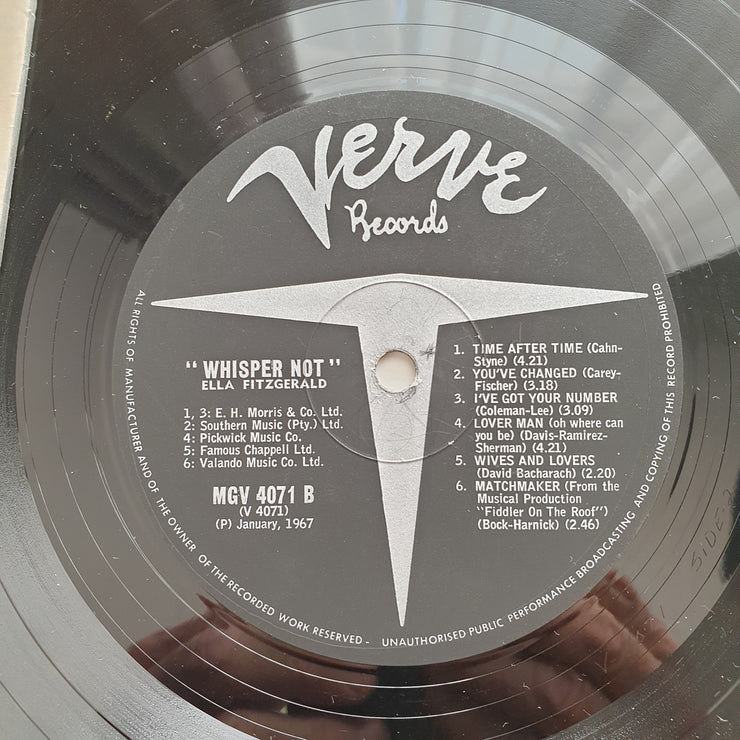 VERVE
Records
"WHISPER NOT"
ELLA FITZGERALD
1, 3: E. H. Morris & Co. Ltd.
2: Southern Music (Pty.) Ltd.
4: Pickwick Music Co.
5: Famous Chappell Ltd.
6: Valando Music Co. Ltd.
MGV 4071 B
(V 4071)
(P) January, 1967
1. TIME AFTER TIME (Cahn-
Styne) (4.21)
2. YOU'VE CHANGED (Carey-
Fischer) (3.18)
3. I'VE GOT YOUR NUMBER
(Coleman-Lee) (3.09)
4. LOVER MAN (oh where can
you be) (Davis-Ramirez-
Sherman) (4.21)
5. WIVES AND LOVERS
(David Bacharach) (2.20)
6. MATCHMAKER (From the
Musical Production
"Fiddler On The Roof")
(Bock-Harnick) (2.46)
ALL RIGHTS OF MANUFACTURER AND OF THE OWNER OF THE RECORDED WORK RESERVED - UNAUTHORISED PUBLIC PERFORMANCE BROADCASTING AND COPYING OF THIS RECORD PROHIBITED
SIDE-2